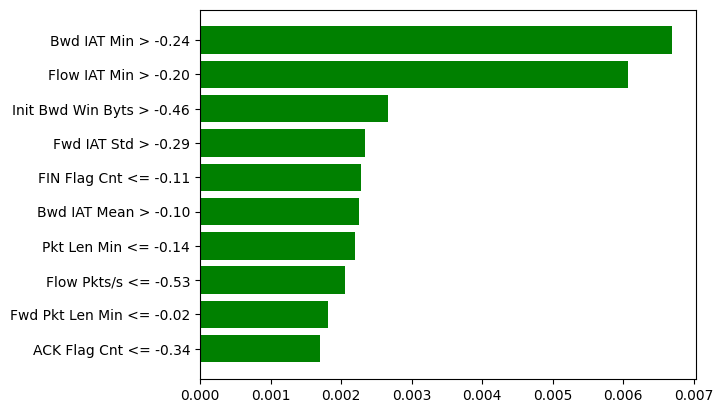 Bwd IAT Min > -0.24
Flow IAT Min > -0.20
Init Bwd Win Byts > -0.46
Fwd IAT Std > -0.29
FIN Flag Cnt <= -0.11
Bwd IAT Mean > -0.10
Pkt Len Min <= -0.14
Flow Pkts/s <= -0.53
Fwd Pkt Len Min <= -0.02
ACK Flag Cnt <= -0.34
0.000 0.001 0.002 0.003 0.004 0.005 0.006 0.007